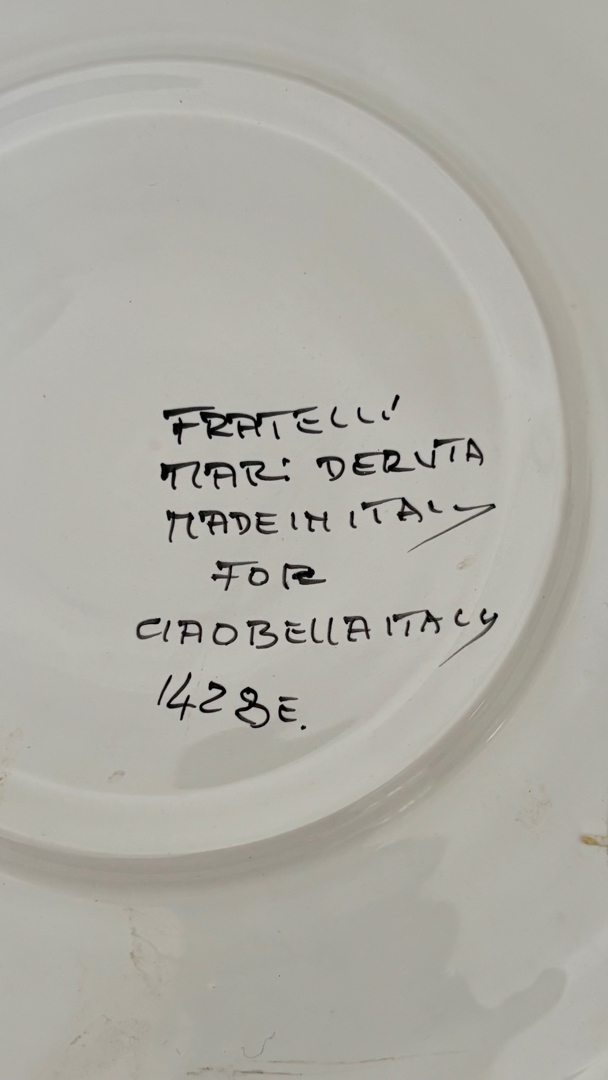 FRATELLI
MARI DERUTA
MADE IN ITALY
FOR
CIAOBELLA ITALY
1428E.